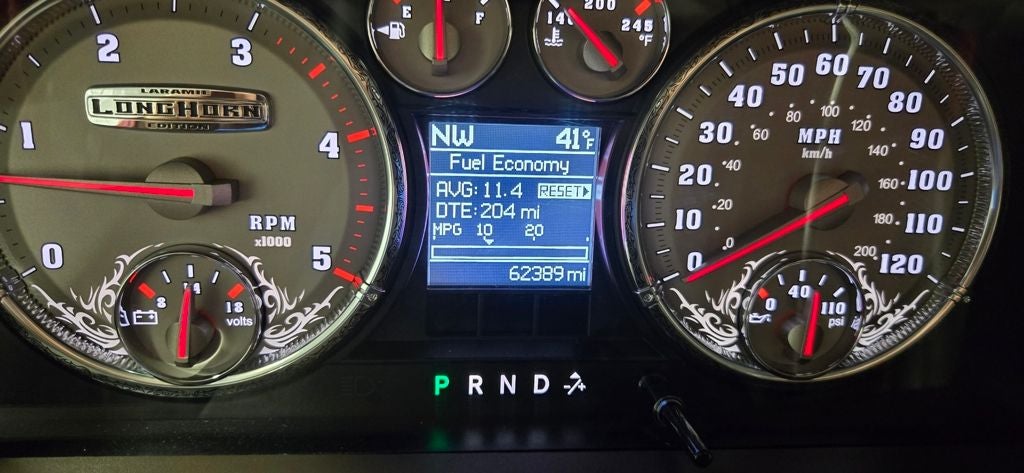 2
3
1
4
0
5
LARAMIE
LONGHORN
EDITION
RPM
x1000
8
14
18
volts
E
F
140
200
245
°F
NW 41°F
Fuel Economy
AVG: 11.4 RESET
DTE: 204 mi
MPG 10 20
0
62389 mi
P R N D
0
10
20
30
40
50
60
70
80
90
100
110
120
MPH
km/h
0
20
40
60
80
100
120
140
160
180
200
0
40
110
psi